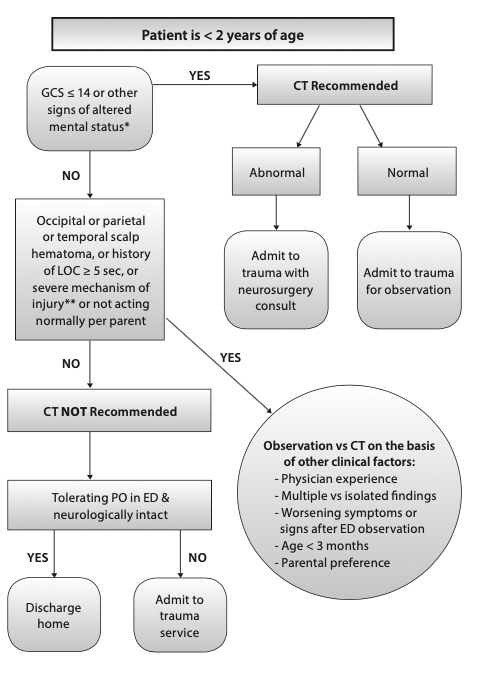 Patient is < 2 years of age
GCS ≤ 14 or other
signs of altered
mental status*
YES
CT Recommended
Abnormal
Normal
Admit to
trauma with
neurosurgery
consult
Admit to trauma
for observation
NO
Occipital or parietal
or temporal scalp
hematoma, or history
of LOC ≥ 5 sec, or
severe mechanism of
injury** or not acting
normally per parent
YES
Observation vs CT on the basis
of other clinical factors:
- Physician experience
- Multiple vs isolated findings
- Worsening symptoms or
signs after ED observation
- Age < 3 months
- Parental preference
NO
CT NOT Recommended
Tolerating PO in ED &
neurologically intact
YES
NO
Discharge
home
Admit to
trauma
service